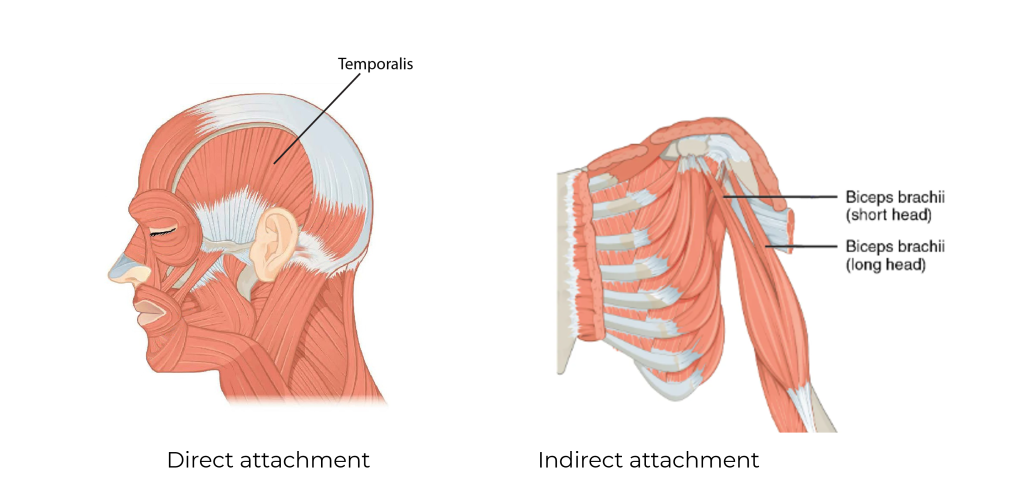 Temporalis
Biceps brachii
(short head)
Biceps brachii
(long head)
Direct attachment
Indirect attachment